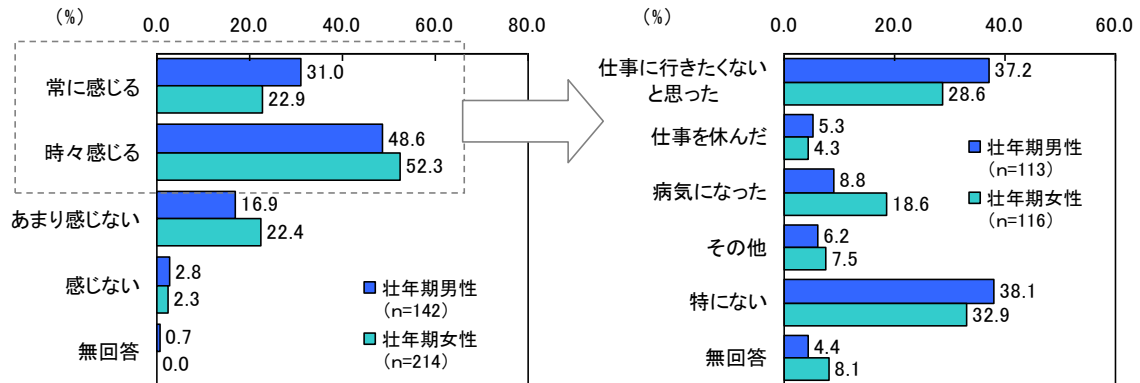 (%)
0.0 20.0 40.0 60.0 80.0
常に感じる
31.0
22.9
時々感じる
48.6
52.3
あまり感じない
16.9
22.4
感じない
2.8
2.3
無回答
0.7
0.0
壮年期男性
(n=142)
壮年期女性
(n=214)
(%)
0.0 20.0 40.0 60.0
仕事に行きたくない
と思った
37.2
28.6
仕事を休んだ
5.3
4.3
病気になった
8.8
18.6
その他
6.2
7.5
特にない
38.1
32.9
無回答
4.4
8.1
壮年期男性
(n=113)
壮年期女性
(n=116)